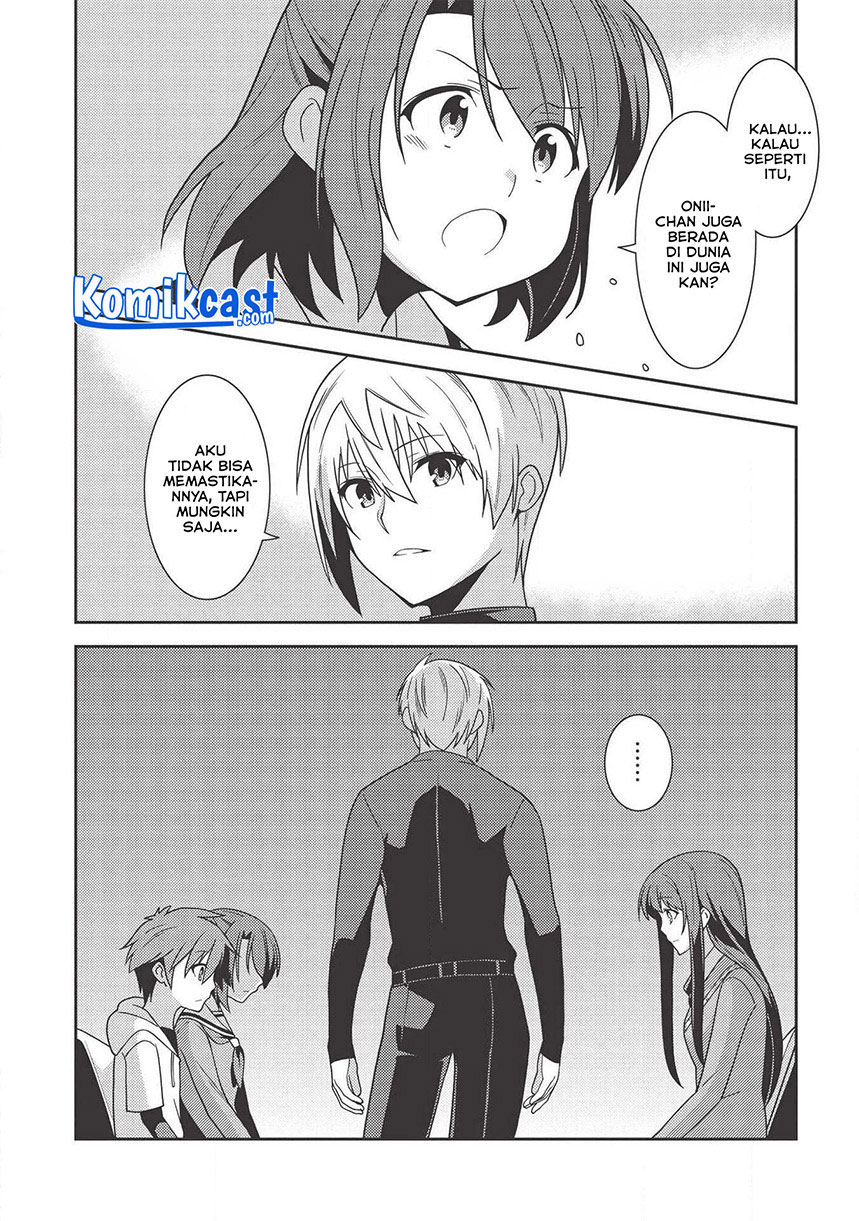 KALAU...
KALAU
SEPERTI
ITU,
ONII-
CHAN JUGA
BERADA
DI DUNIA
INI JUGA
KAN?
Komikcast
.com
AKU
TIDAK BISA
MEMASTIKA-
NNYA, TAPI
MUNGKIN
SAJA...
......